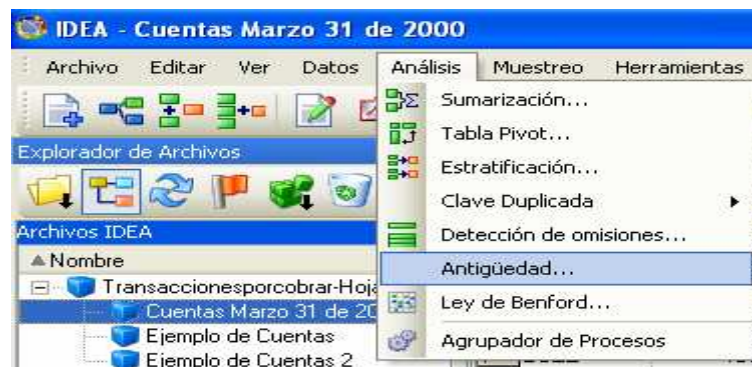 IDEA - Cuentas Marzo 31 de 2000
Archivo Editar Ver Datos Análisis Muestreo Herramientas
Sumarización...
Tabla Pivot...
Estratificación...
Clave Duplicada
Detección de omisiones...
Antigüedad...
Ley de Benford...
Agrupador de Procesos
Explorador de Archivos
Archivos IDEA
Nombre
Transaccionesporcobrar-Hoja
Cuentas Marzo 31 de 20
Ejemplo de Cuentas
Ejemplo de Cuentas 2